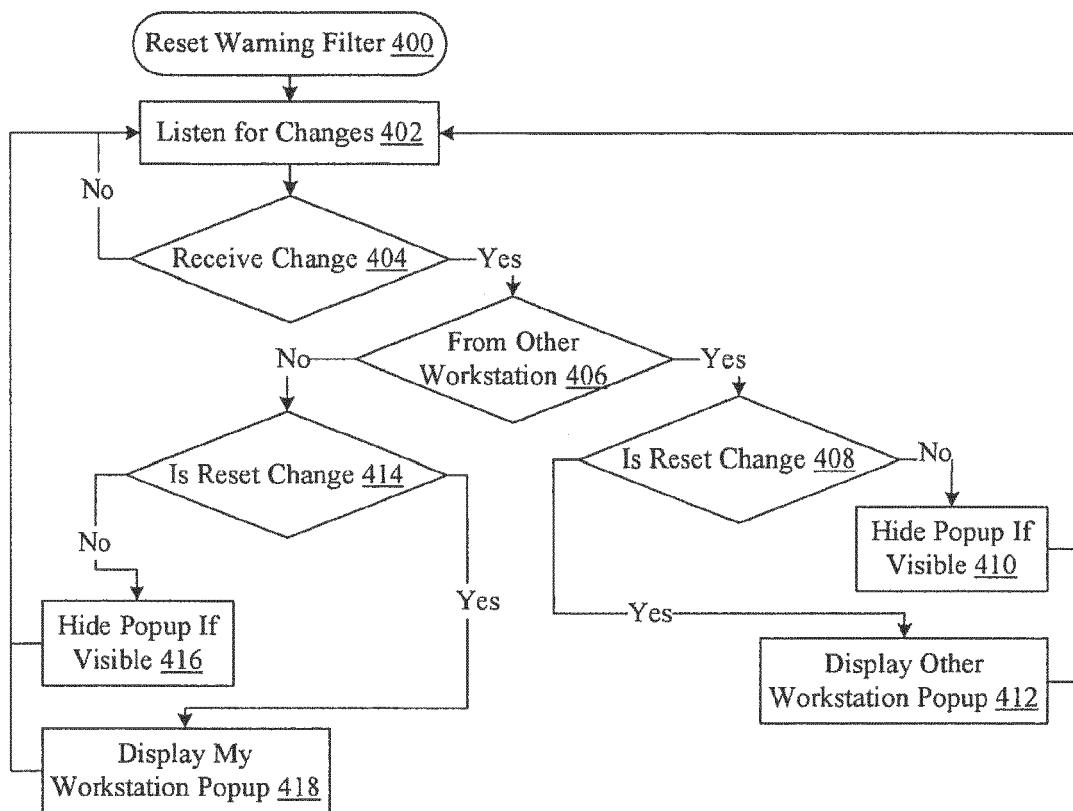 Reset Warning Filter 400
Listen for Changes 402
No
Receive Change 404
Yes
From Other
Workstation 406
No
Yes
Is Reset Change 414
Is Reset Change 408
No
Hide Popup If
Visible 410
No
Yes
Yes
Hide Popup If
Visible 416
Display Other
Workstation Popup 412
Display My
Workstation Popup 418